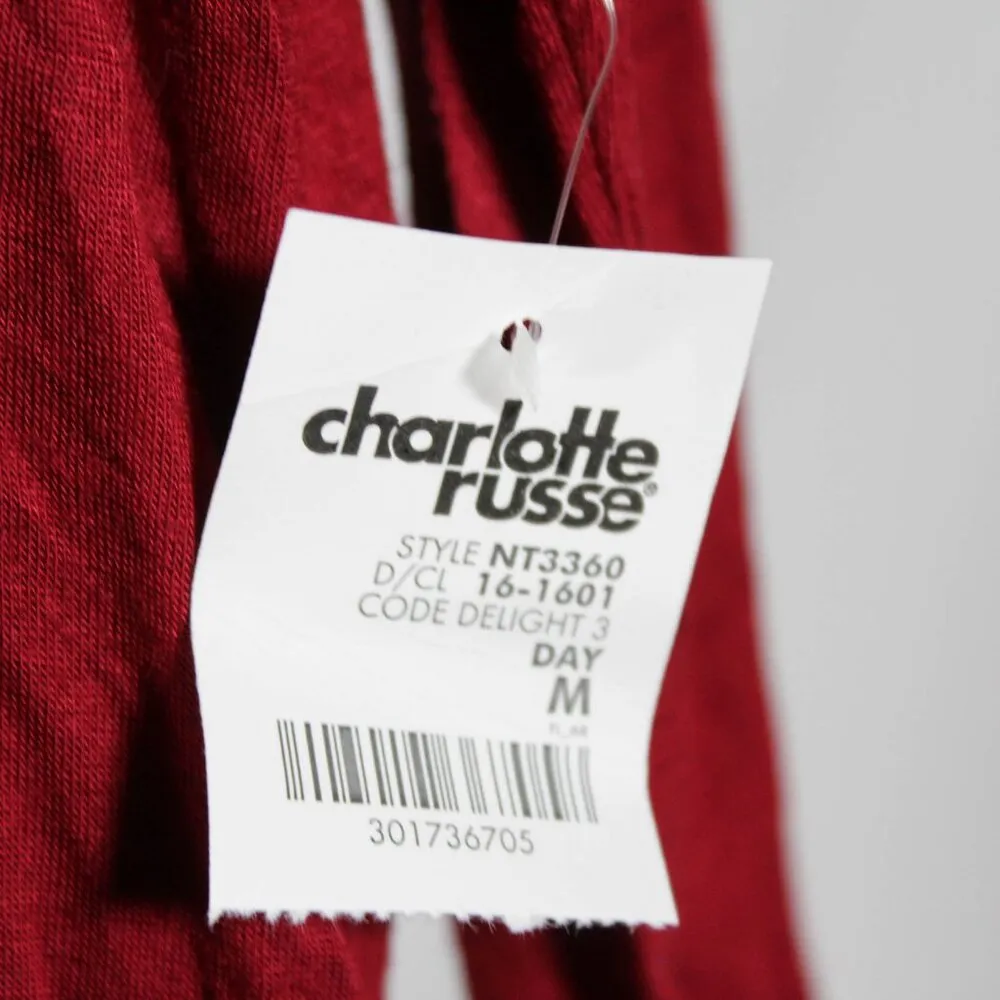 charlotte
russe®
STYLE NT3360
D/CL 16-1601
CODE DELIGHT 3
DAY
M
301736705